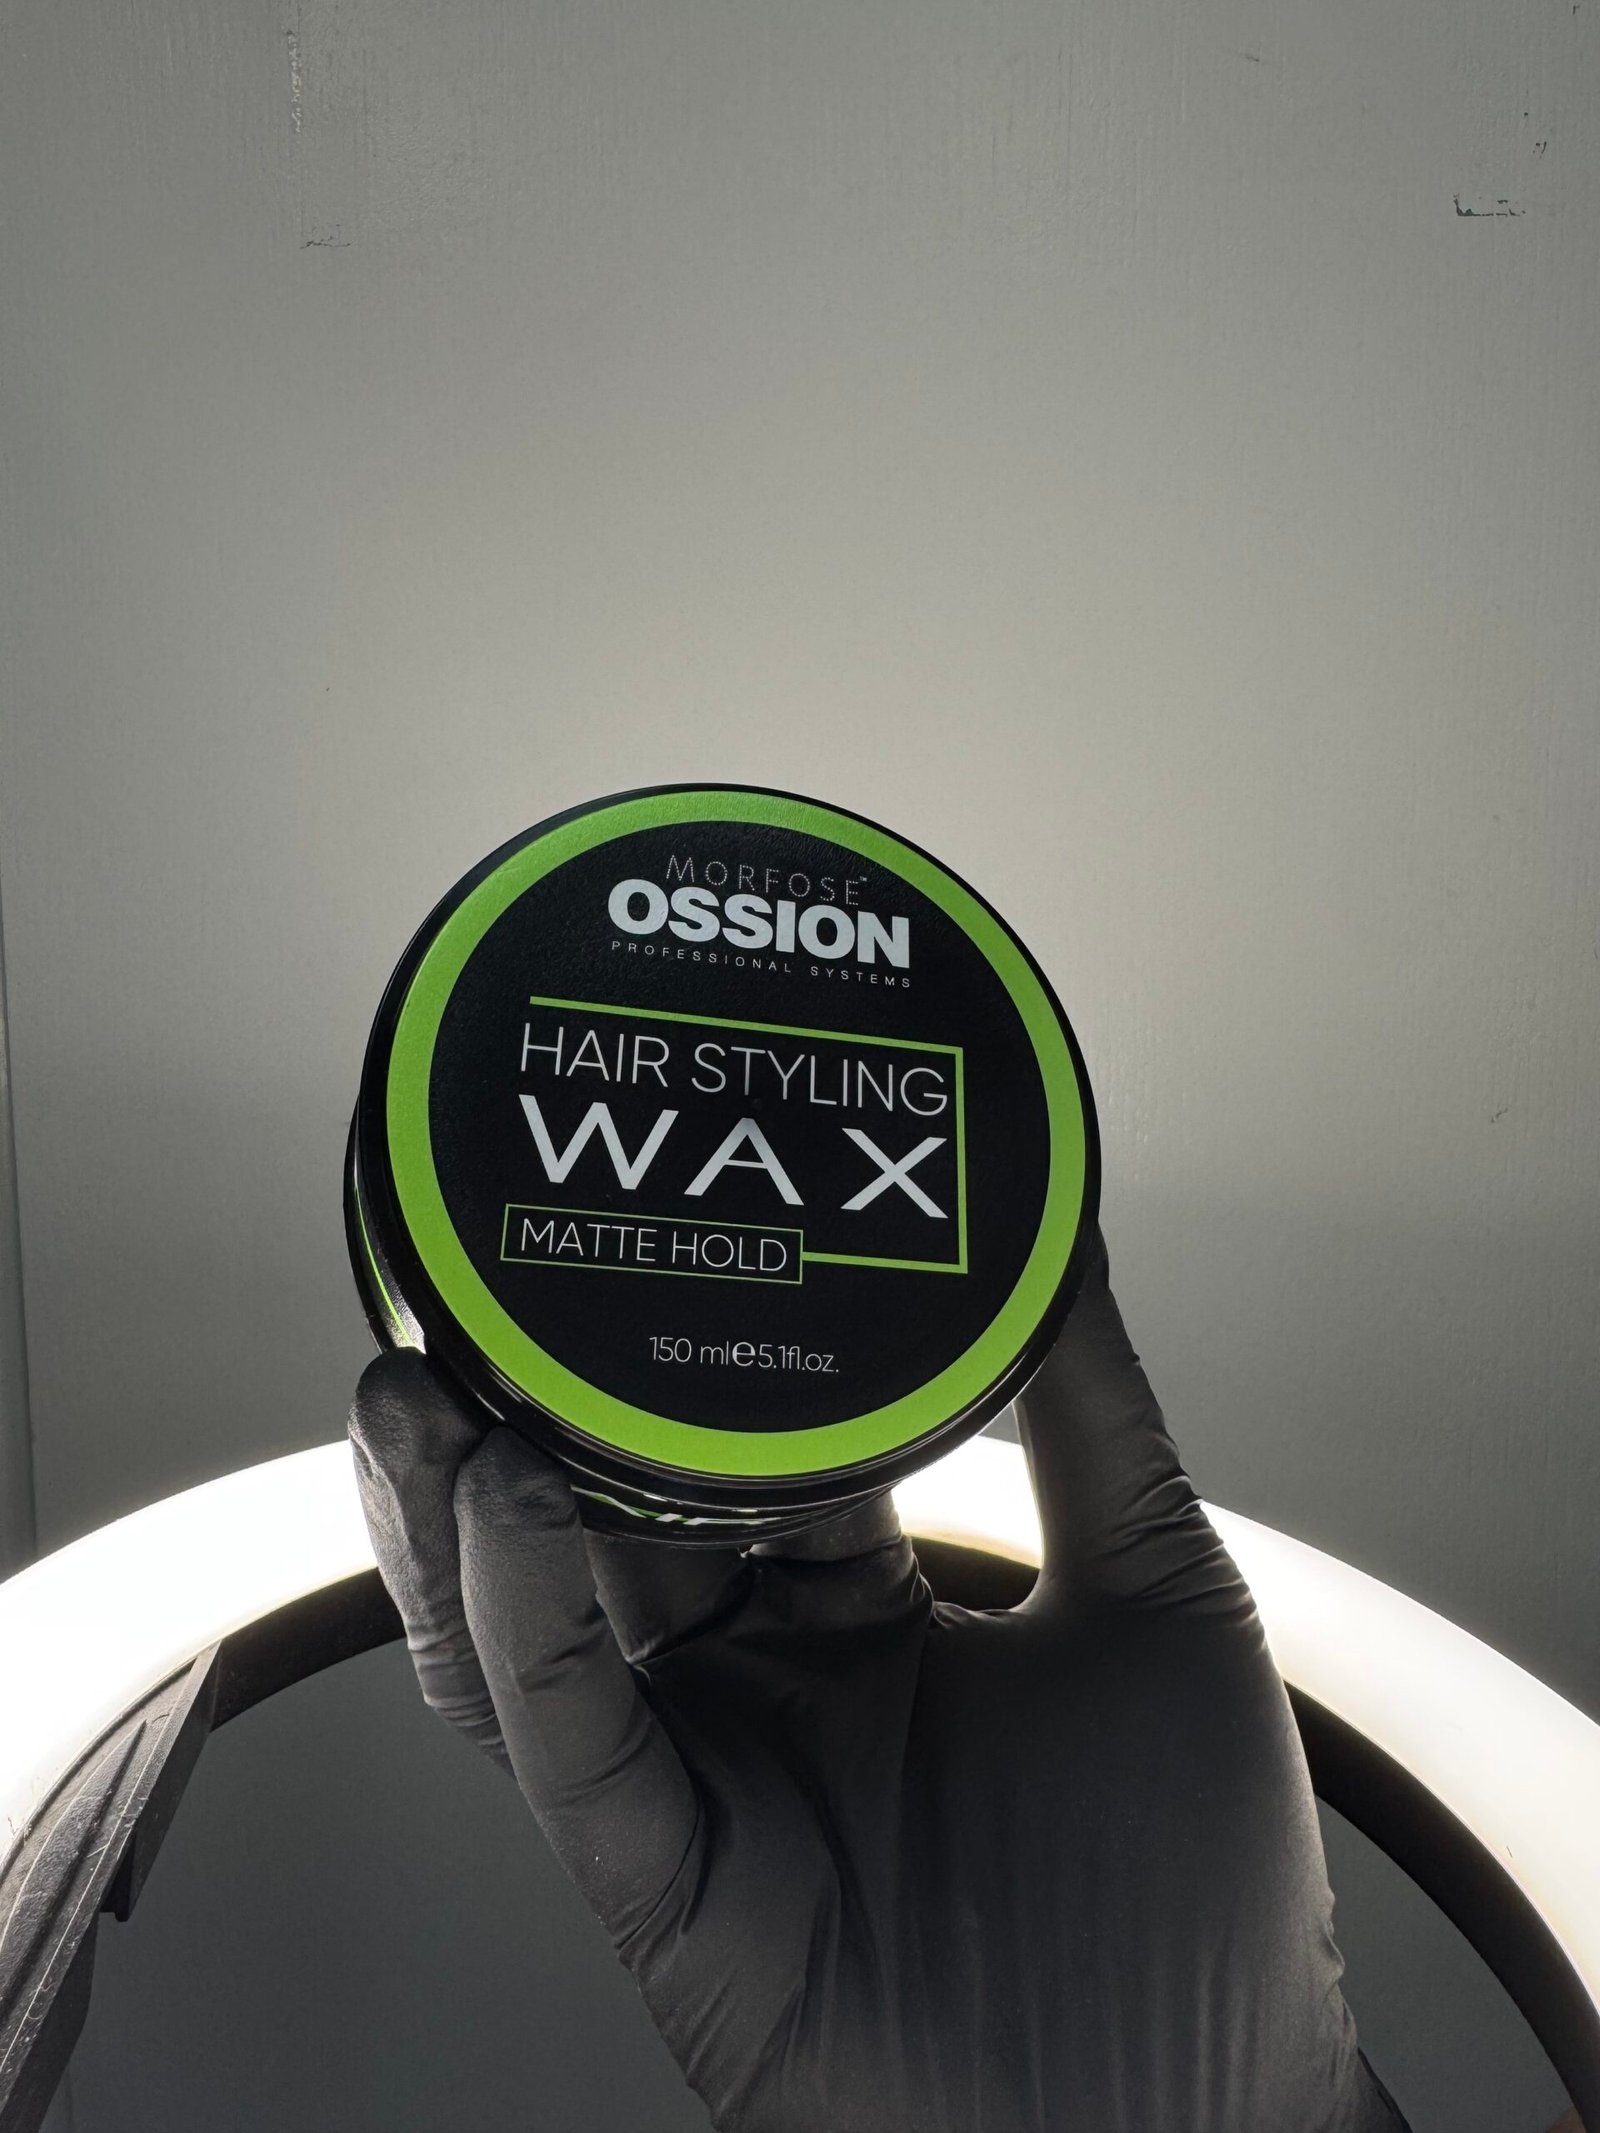 MORFOSE™
OSSION
PROFESSIONAL SYSTEMS
HAIR STYLING
WAX
MATTE HOLD
150 ml℮5.1fl.oz.